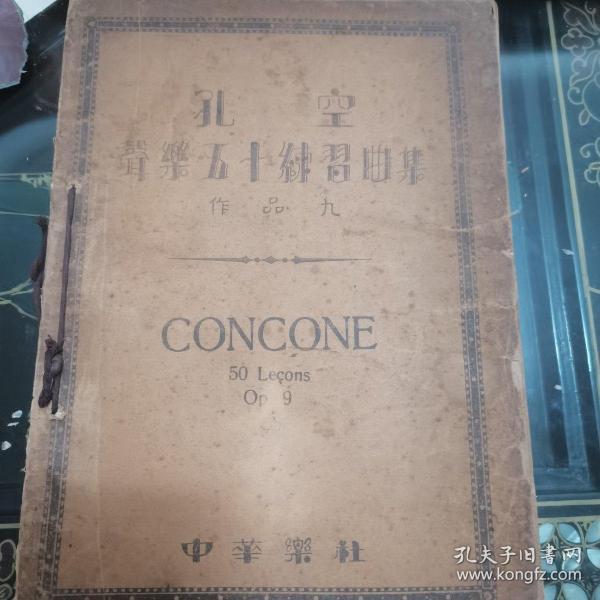 孔空
聲樂五十練習曲集
作品九
CONCONE
50 Leçons
Op 9
中華樂社
孔夫子旧書网
www.kongfz.com